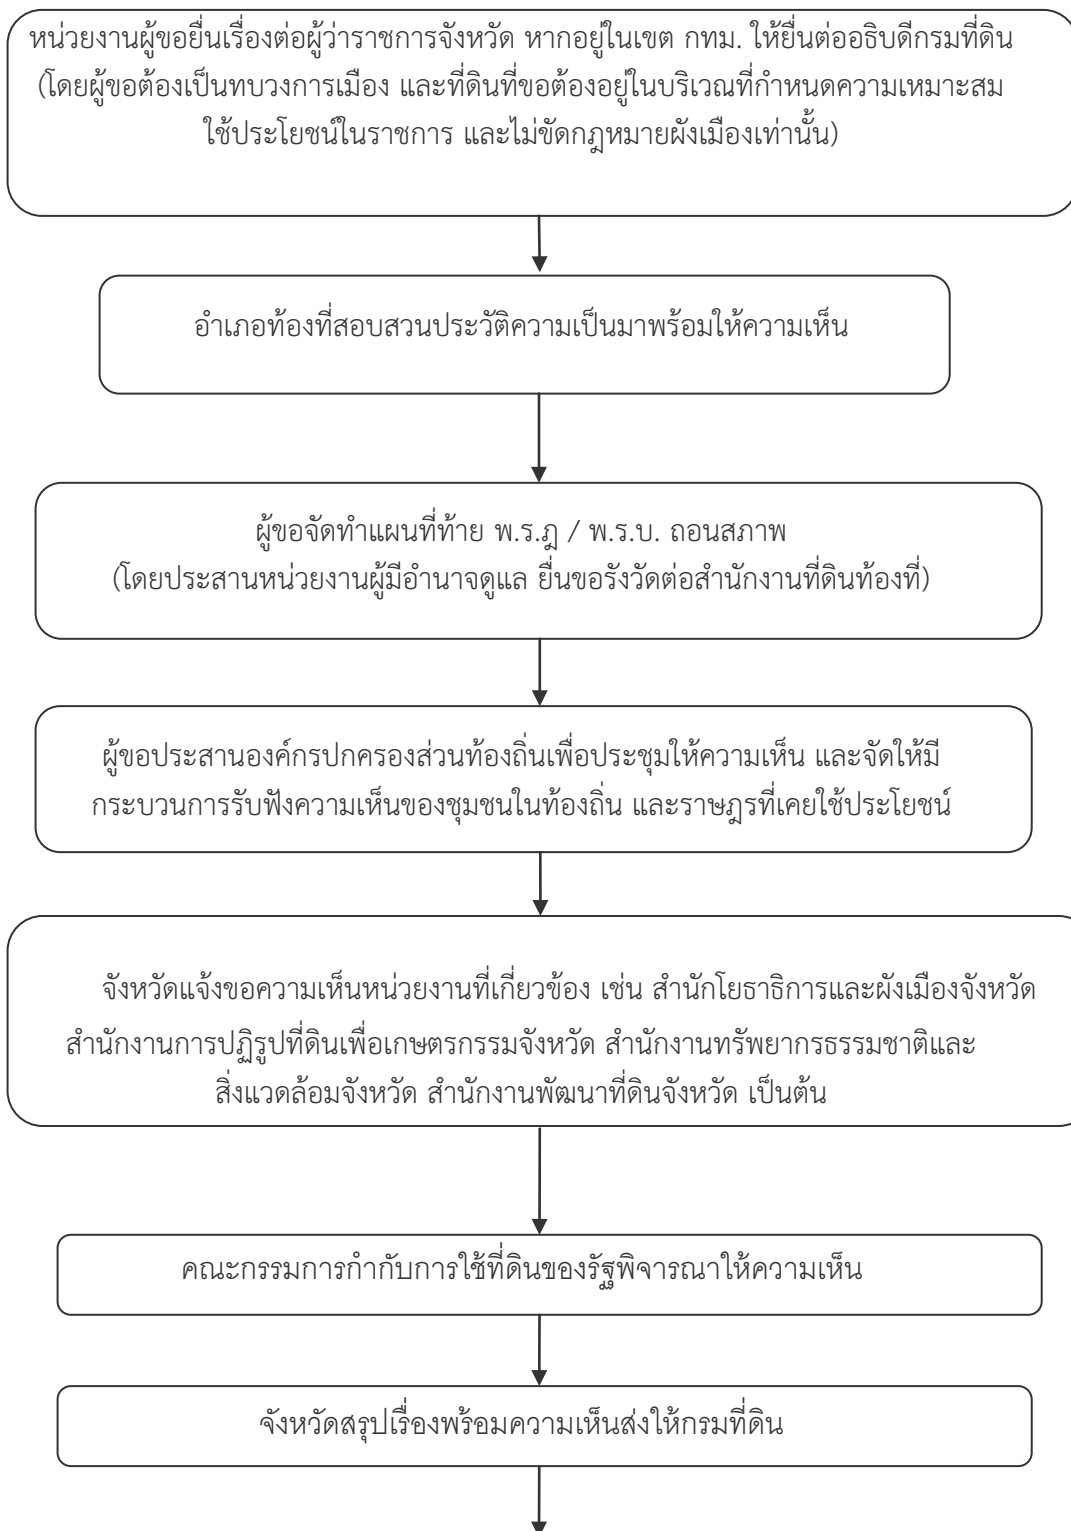 หน่วยงานผู้ขอยื่นเรื่องต่อผู้ว่าราชการจังหวัด หากอยู่ในเขต กทม. ให้ยื่นต่ออธิบดีกรมที่ดิน
(โดยผู้ขอต้องเป็นทบวงการเมือง และที่ดินที่ขอต้องอยู่ในบริเวณที่กำหนดความเหมาะสม
ใช้ประโยชน์ในราชการ และไม่ขัดกฎหมายผังเมืองเท่านั้น)
อำเภอท้องที่สอบสวนประวัติความเป็นมาพร้อมให้ความเห็น
ผู้ขอจัดทำแผนที่ท้าย พ.ร.ฎ / พ.ร.บ. ถอนสภาพ
(โดยประสานหน่วยงานผู้มีอำนาจดูแล ยื่นขอรังวัดต่อสำนักงานที่ดินท้องที่)
ผู้ขอประสานองค์กรปกครองส่วนท้องถิ่นเพื่อประชุมให้ความเห็น และจัดให้มี
กระบวนการรับฟังความเห็นของชุมชนในท้องถิ่น และราษฎรที่เคยใช้ประโยชน์
จังหวัดแจ้งขอความเห็นหน่วยงานที่เกี่ยวข้อง เช่น สำนักโยธาธิการและผังเมืองจังหวัด
สำนักงานการปฏิรูปที่ดินเพื่อเกษตรกรรมจังหวัด สำนักงานทรัพยากรธรรมชาติและ
สิ่งแวดล้อมจังหวัด สำนักงานพัฒนาที่ดินจังหวัด เป็นต้น
คณะกรรมการกำกับการใช้ที่ดินของรัฐพิจารณาให้ความเห็น
จังหวัดสรุปเรื่องพร้อมความเห็นส่งให้กรมที่ดิน